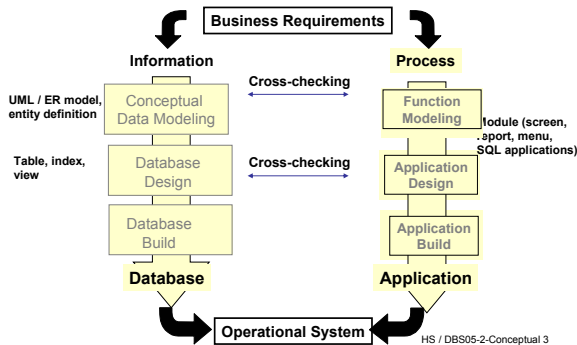 Business Requirements
Information
Process
Cross-checking
UML / ER model,
entity definition
Conceptual
Data Modeling
Function
Modeling
Module (screen,
report, menu,
SQL applications)
Table, index,
view
Database
Design
Cross-checking
Application
Design
Database
Build
Application
Build
Database
Application
Operational System
HS / DBS05-2-Conceptual 3